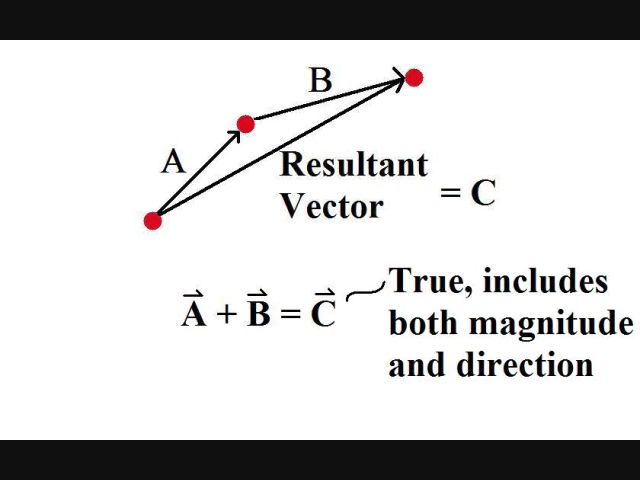 B
A
Resultant
Vector
= C
A⃗ + B⃗ = C⃗
True, includes
both magnitude
and direction